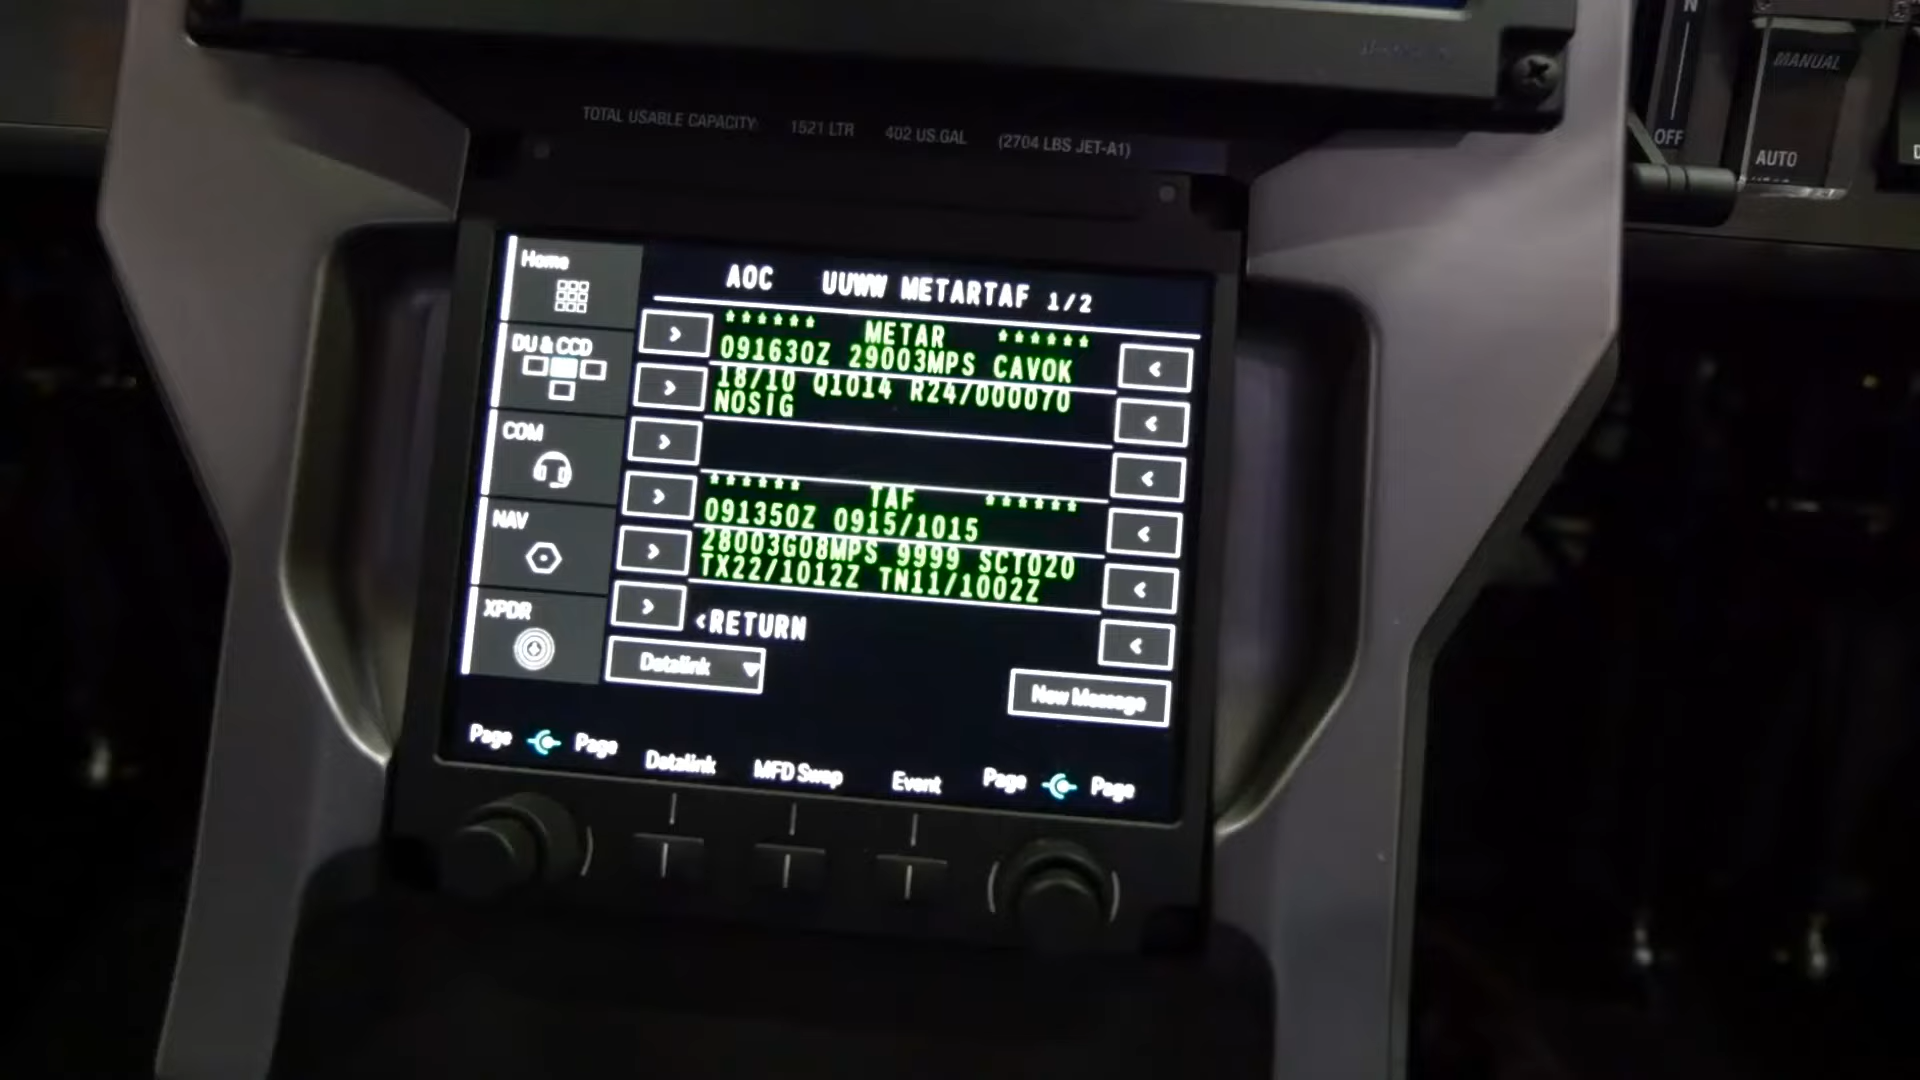 N
MANUAL
OFF
AUTO
TOTAL USABLE CAPACITY: 1521 LTR 402 US.GAL (2704 LBS JET-A1)
Home
DU & CCD
COM
NAV
XPDR
AOC UUWW METARTAF 1/2
****** METAR ******
091630Z 29003MPS CAVOK
18/10 Q1014 R24/000070
NOSIG
****** TAF ******
091350Z 0915/1015
28003G08MPS 9999 SCT020
TX22/1012Z TN11/1002Z
<RETURN
Datalink
New Message
Page Page Datalink MFD Swap Event Page Page